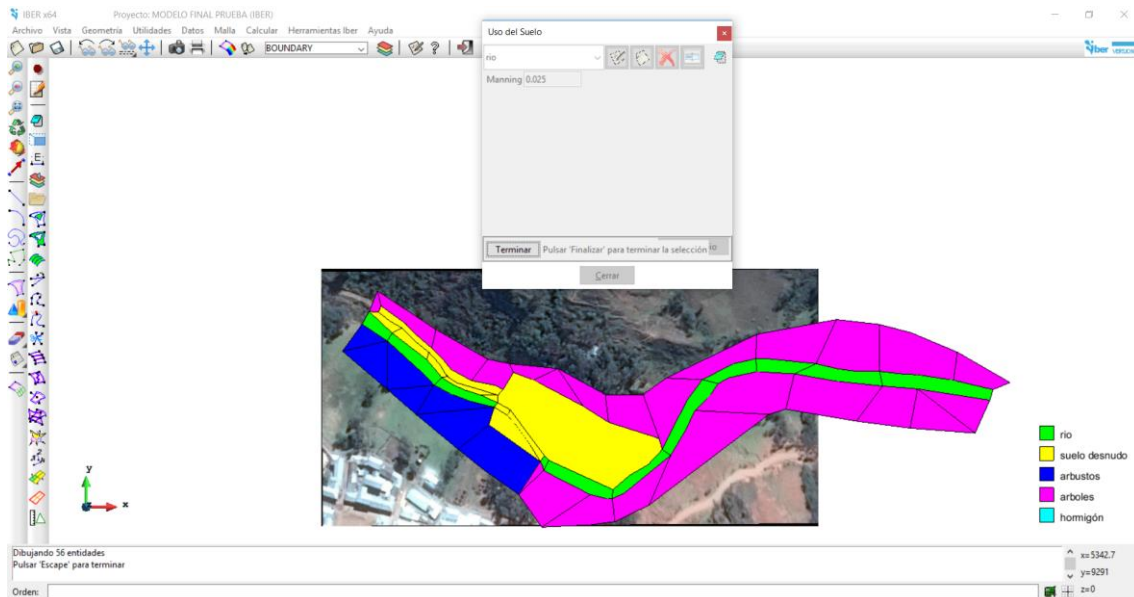 IBER x64 Proyecto: MODELO FINAL PRUEBA (IBER)
Archivo Vista Geometría Utilidades Datos Malla Calcular Herramientas Iber Ayuda
BOUNDARY
Iber VERSION
Uso del Suelo
rio
Manning 0.025
Terminar Pulsar 'Finalizar' para terminar la selección
Cerrar
E
y
x
rio
suelo desnudo
arbustos
arboles
hormigón
Dibujando 56 entidades
Pulsar 'Escape' para terminar
Orden:
x=5342.7
y=9291
z=0